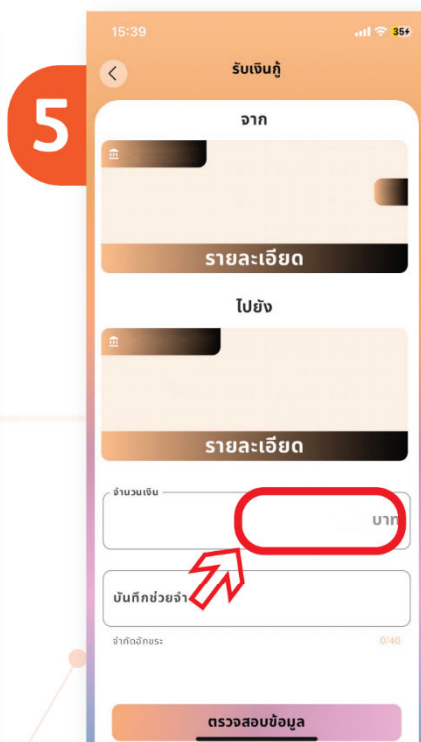 15:39
35
รับเงินกู้
5
จาก
รายละเอียด
ไปยัง
รายละเอียด
จำนวนเงิน
บาท
บันทึกช่วยจำ
จำกัดอักขระ
0/40
ตรวจสอบข้อมูล